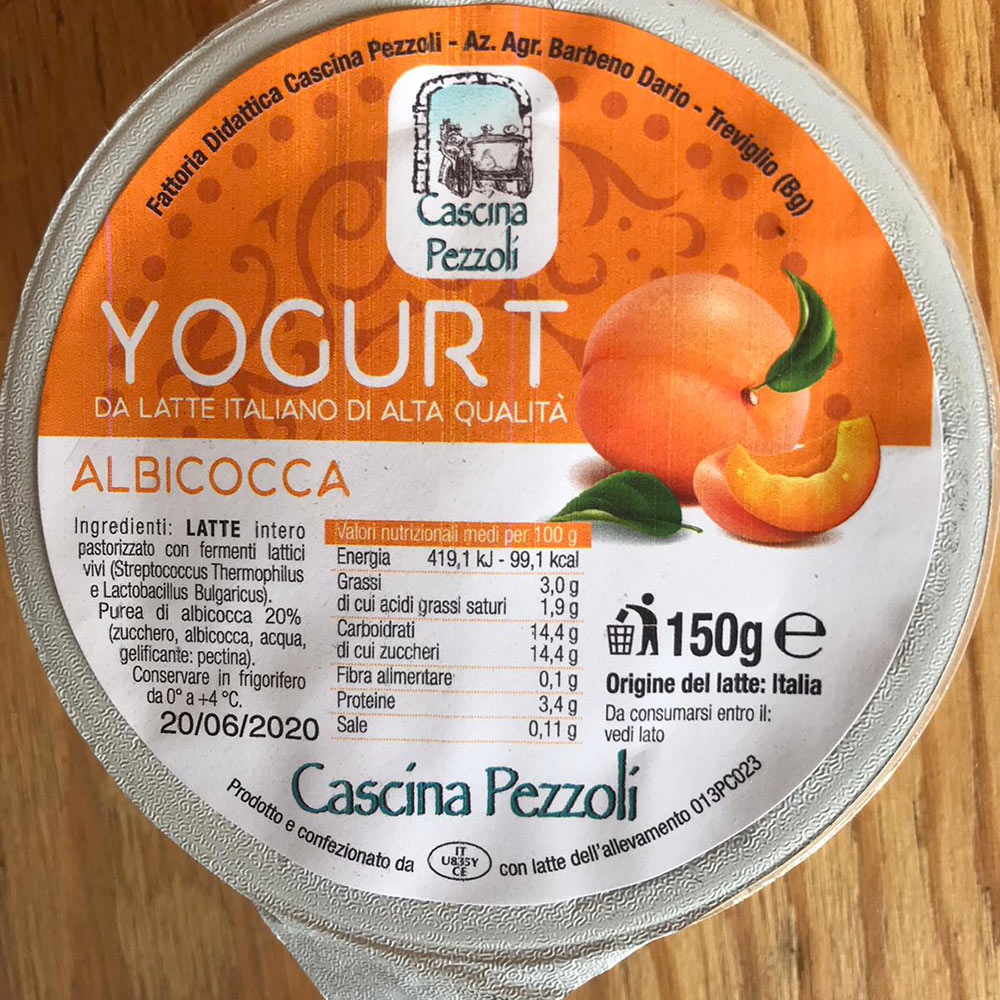 Fattoria Didattica Cascina Pezzoli - Az. Agr. Barbeno Dario - Treviglio (Bg)
Cascina
Pezzoli
YOGURT
DA LATTE ITALIANO DI ALTA QUALITÀ
ALBICOCCA
Ingredienti: LATTE intero
pastorizzato con fermenti lattici
vivi (Streptococcus Thermophilus
e Lactobacillus Bulgaricus).
Purea di albicocca 20%
(zucchero, albicocca, acqua,
gelificante: pectina).
Conservare in frigorifero
da 0° a +4 °C.
20/06/2020
Valori nutrizionali medi per 100 g
Energia 419,1 kJ - 99,1 kcal
Grassi 3,0 g
di cui acidi grassi saturi 1,9 g
Carboidrati 14,4 g
di cui zuccheri 14,4 g
Fibra alimentare 0,1 g
Proteine 3,4 g
Sale 0,11 g
150g e
Origine del latte: Italia
Da consumarsi entro il:
vedi lato
Cascina Pezzoli
Prodotto e confezionato da
IT
U835Y
CE
con latte dell'allevamento 013PC023